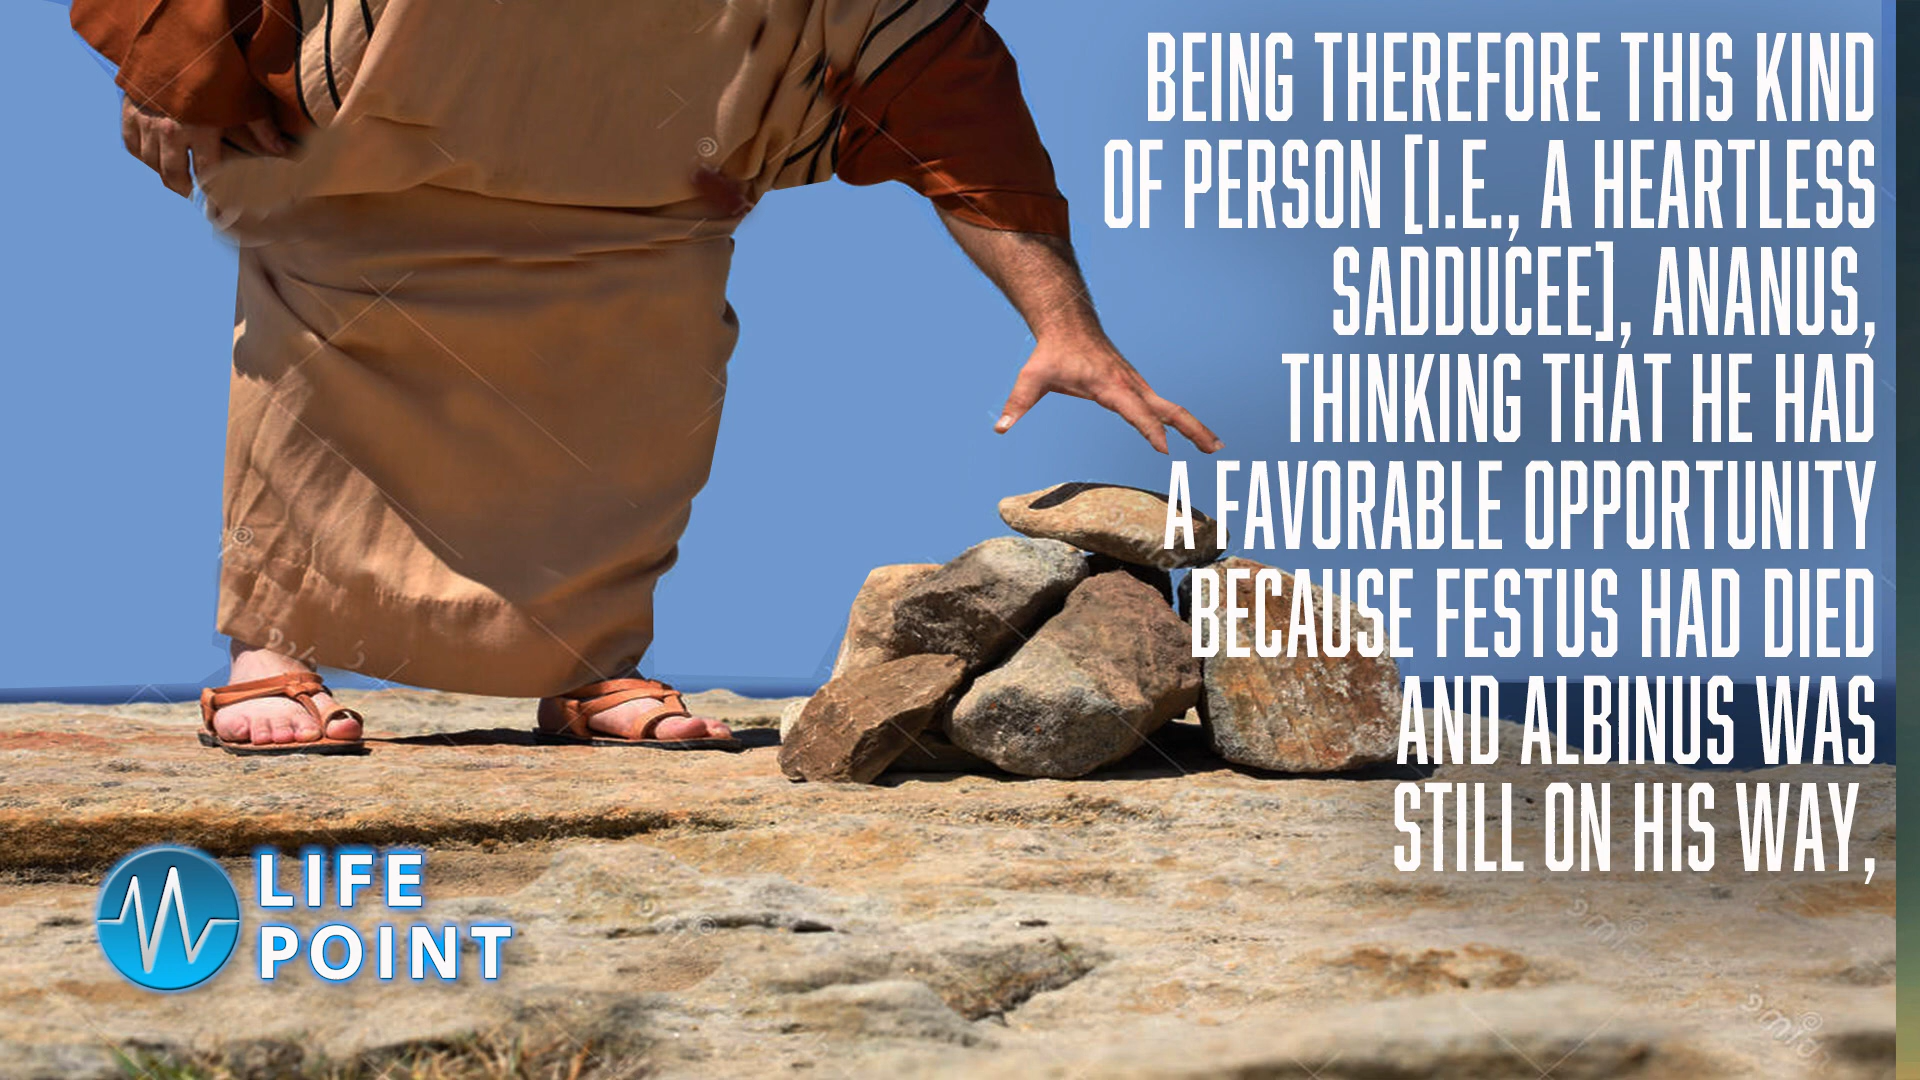 BEING THEREFORE THIS KIND
OF PERSON [I.E., A HEARTLESS
SADDUCEE], ANANUS,
THINKING THAT HE HAD
A FAVORABLE OPPORTUNITY
BECAUSE FESTUS HAD DIED
AND ALBINUS WAS
STILL ON HIS WAY,
LIFE
POINT